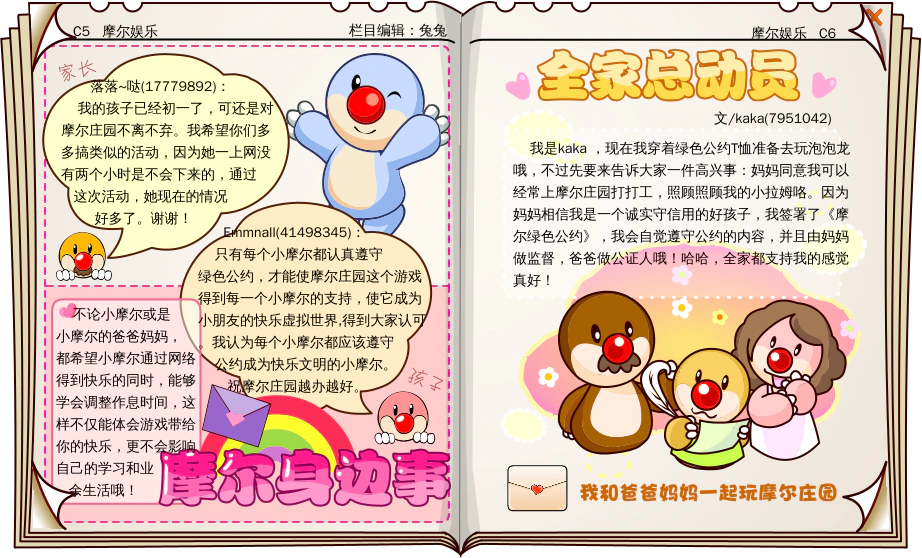 C5 摩尔娱乐
栏目编辑：兔兔
家长
落落~哒(17779892)：
我的孩子已经初一了，可还是对
摩尔庄园不离不弃。我希望你们多
多搞类似的活动，因为她一上网没
有两个小时是不会下来的，通过
这次活动，她现在的情况
好多了。谢谢！
Emmnall(41498345)：
只有每个小摩尔都认真遵守
绿色公约，才能使摩尔庄园这个游戏
得到每一个小摩尔的支持，使它成为
小朋友的快乐虚拟世界,得到大家认可
。我认为每个小摩尔都应该遵守
公约成为快乐文明的小摩尔。
祝摩尔庄园越办越好。
孩子
不论小摩尔或是
小摩尔的爸爸妈妈，
都希望小摩尔通过网络
得到快乐的同时，能够
学会调整作息时间，这
样不仅能体会游戏带给
你的快乐，更不会影响
自己的学习和业
余生活哦！
摩尔身边事
摩尔娱乐 C6
全家总动员
文/kaka(7951042)
我是kaka ，现在我穿着绿色公约T恤准备去玩泡泡龙
哦，不过先要来告诉大家一件高兴事：妈妈同意我可以
经常上摩尔庄园打打工，照顾照顾我的小拉姆咯。因为
妈妈相信我是一个诚实守信用的好孩子，我签署了《摩
尔绿色公约》，我会自觉遵守公约的内容，并且由妈妈
做监督，爸爸做公证人哦！哈哈，全家都支持我的感觉
真好！
我和爸爸妈妈一起玩摩尔庄园